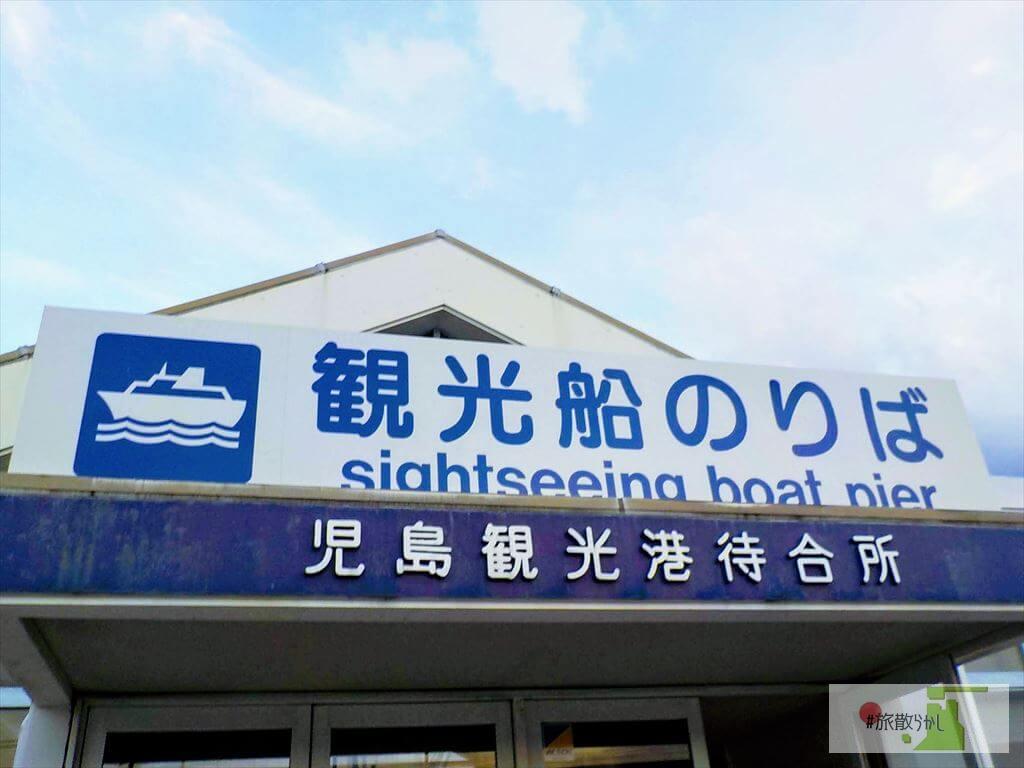 観光船のりば
sightseeing boat pier
児島観光港待合所
#旅散らかし